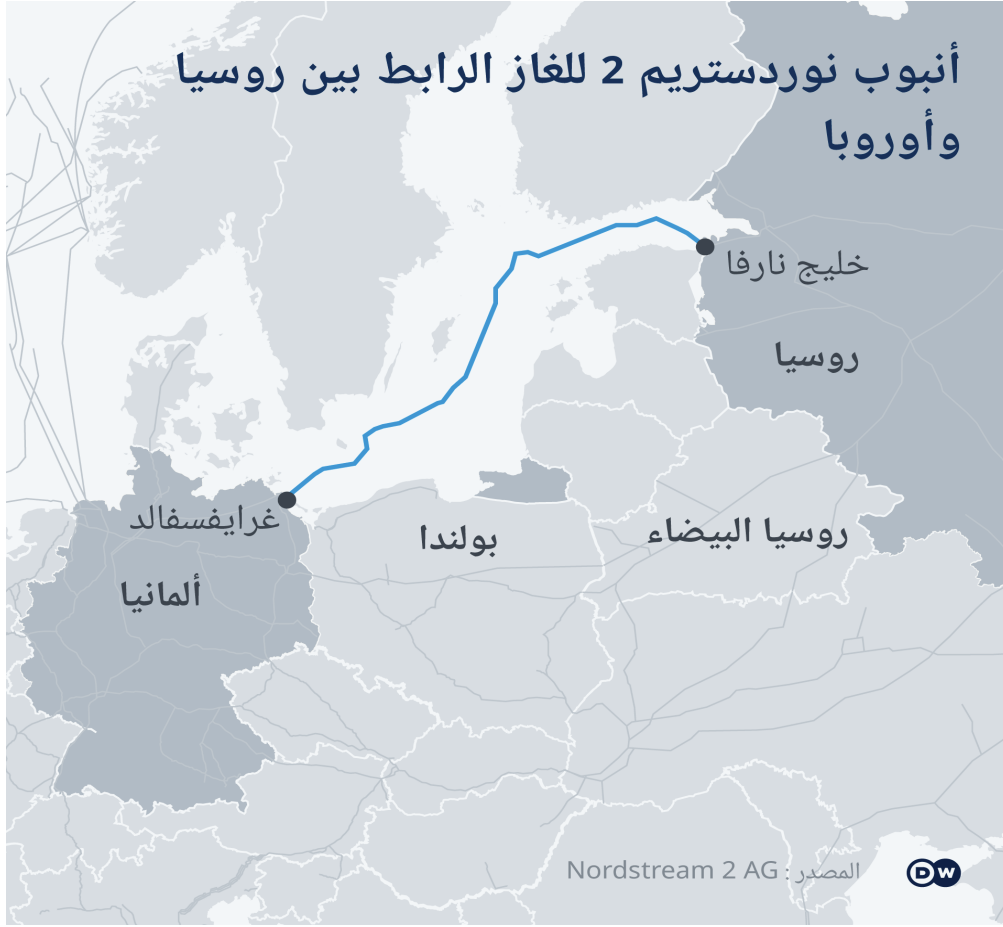 أنبوب نوردستريم 2 للغاز الرابط بين روسيا
وأوروبا
خليج نارفا
روسيا
غرايفسفالد
بولندا
روسيا البيضاء
ألمانيا
المصدر : Nordstream 2 AG
DW